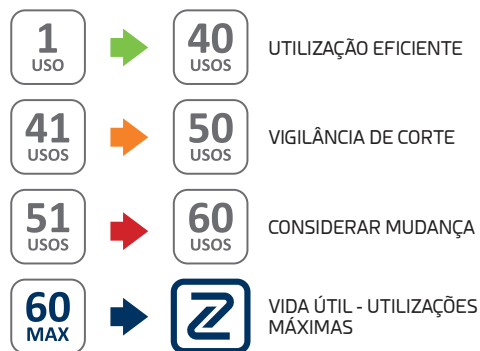 1
USO
40
USOS
UTILIZAÇÃO EFICIENTE
41
USOS
50
USOS
VIGILÂNCIA DE CORTE
51
USOS
60
USOS
CONSIDERAR MUDANÇA
60
MAX
Z
VIDA ÚTIL - UTILIZAÇÕES
MÁXIMAS